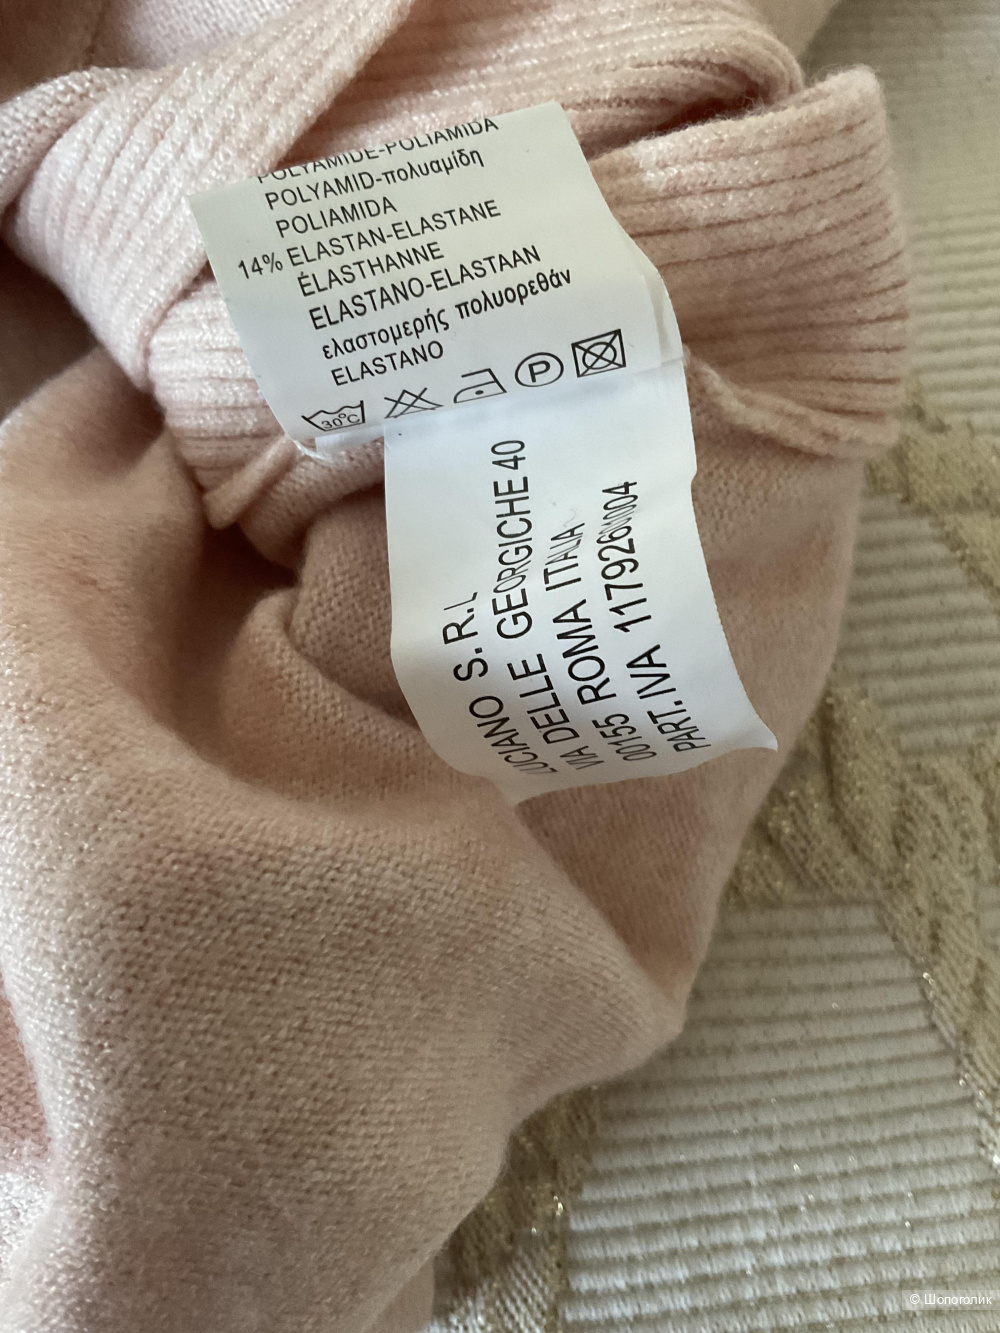 POLYAMIDE-POLIAMIDA
POLYAMID-πολυαμίδη
POLIAMIDA
14% ELASTAN-ELASTANE
ÉLASTHANNE
ELASTANO-ELASTAAN
ελαστομερής πολυορεθάν
ELASTANO
30°C P
LUCIANO S.R.L
VIA DELLE GEORGICHE 40
00155 ROMA ITALIA
PART.IVA
© Шопоголик